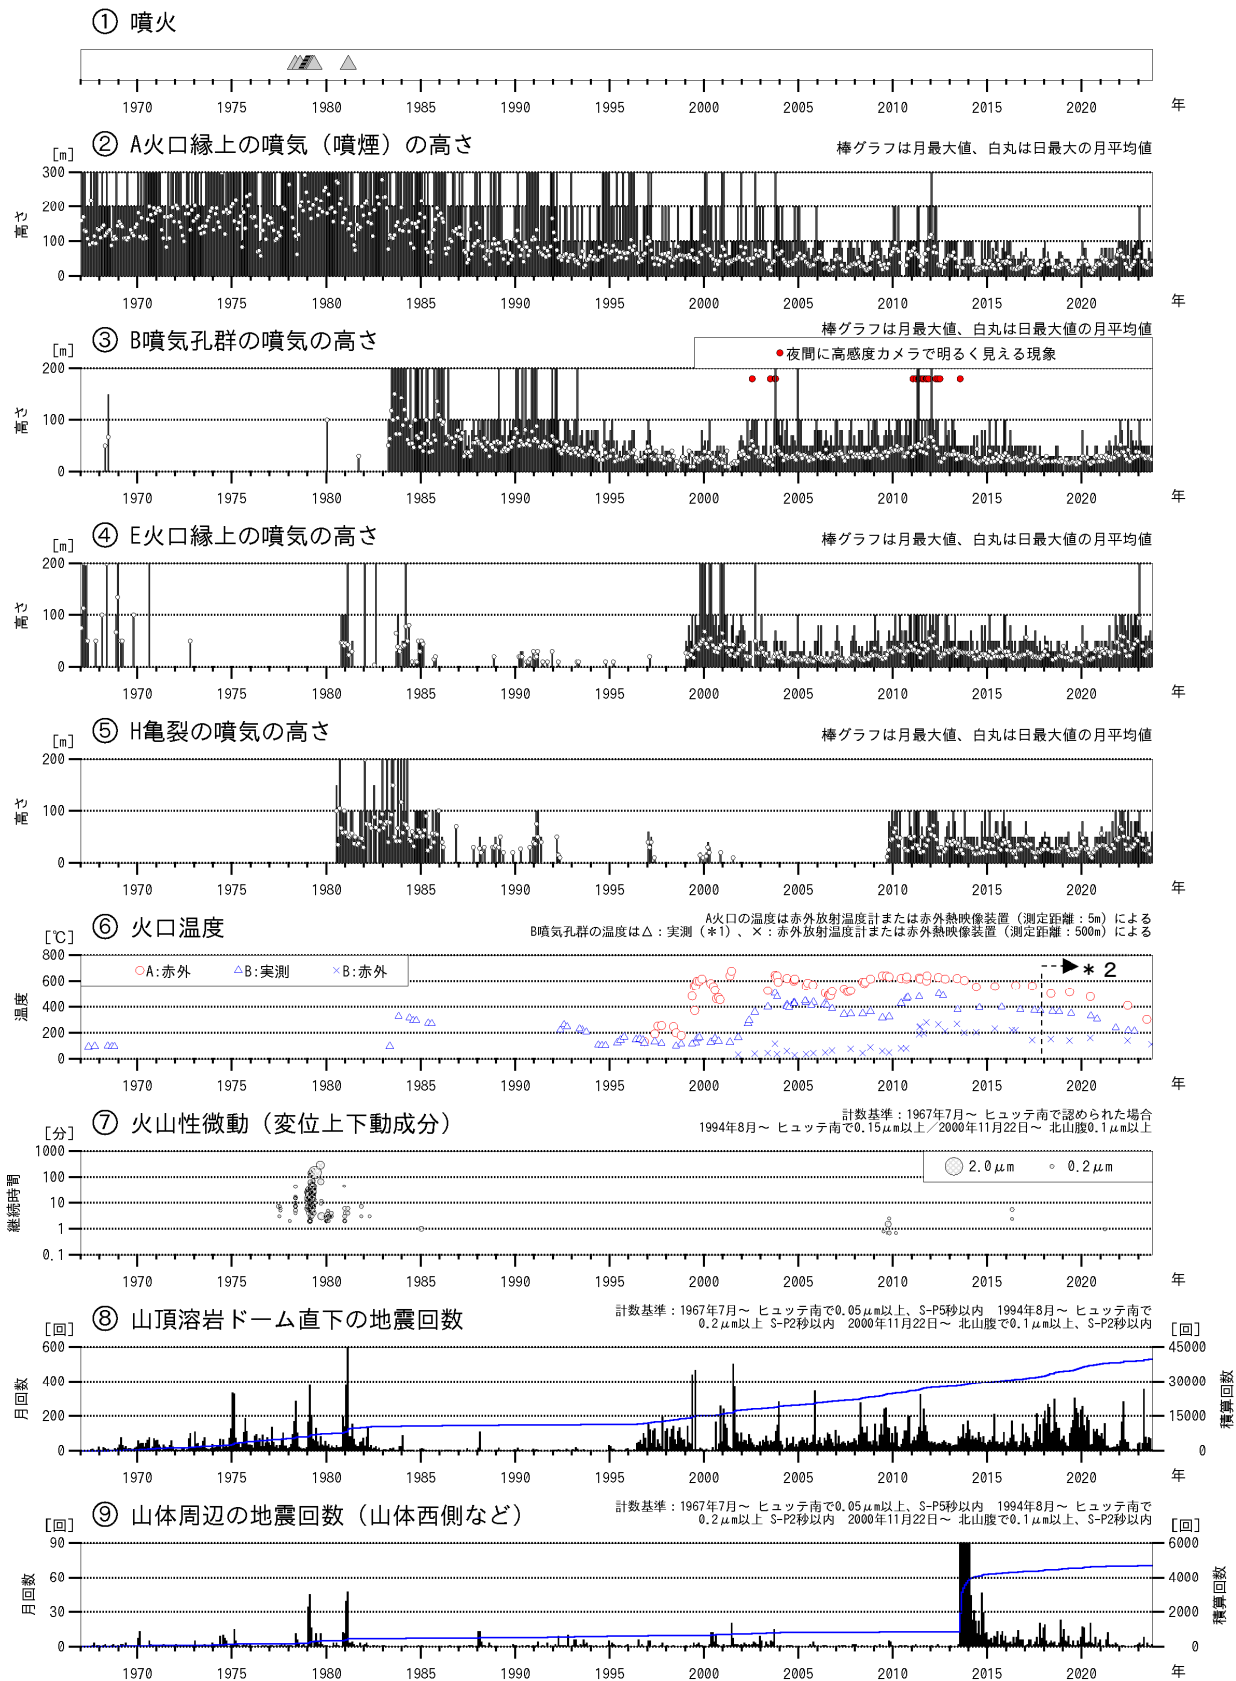 ① 噴火
1970 1975 1980 1985 1990 1995 2000 2005 2010 2015 2020 年
② A火口縁上の噴気（噴煙）の高さ
棒グラフは月最大値、白丸は日最大の月平均値
[m]
300
200
100
0
高さ
1970 1975 1980 1985 1990 1995 2000 2005 2010 2015 2020 年
③ B噴気孔群の噴気の高さ
棒グラフは月最大値、白丸は日最大値の月平均値
●夜間に高感度カメラで明るく見える現象
[m]
200
100
0
高さ
1970 1975 1980 1985 1990 1995 2000 2005 2010 2015 2020 年
④ E火口縁上の噴気の高さ
棒グラフは月最大値、白丸は日最大値の月平均値
[m]
200
100
0
高さ
1970 1975 1980 1985 1990 1995 2000 2005 2010 2015 2020 年
⑤ H亀裂の噴気の高さ
棒グラフは月最大値、白丸は日最大値の月平均値
[m]
200
100
0
高さ
1970 1975 1980 1985 1990 1995 2000 2005 2010 2015 2020 年
⑥ 火口温度
A火口の温度は赤外放射温度計または赤外熱映像装置（測定距離：5m）による
B噴気孔群の温度は△：実測（＊1）、×：赤外放射温度計または赤外熱映像装置（測定距離：500m）による
[℃]
800
600
400
200
0
温度
○A:赤外 △B:実測 ×B:赤外
＊2
1970 1975 1980 1985 1990 1995 2000 2005 2010 2015 2020 年
⑦ 火山性微動（変位上下動成分）
計数基準：1967年7月～ ヒュッテ南で認められた場合
1994年8月～ ヒュッテ南で0.15μm以上／2000年11月22日～ 北山腹0.1μm以上
[分]
1000
100
10
1
0.1
継続時間
2.0μm 0.2μm
1970 1975 1980 1985 1990 1995 2000 2005 2010 2015 2020 年
⑧ 山頂溶岩ドーム直下の地震回数
計数基準：1967年7月～ ヒュッテ南で0.05μm以上、S-P5秒以内 1994年8月～ ヒュッテ南で
0.2μm以上 S-P2秒以内 2000年11月22日～ 北山腹で0.1μm以上、S-P2秒以内
[回]
600
400
200
0
月回数
[回]
45000
30000
15000
0
積算回数
1970 1975 1980 1985 1990 1995 2000 2005 2010 2015 2020 年
⑨ 山体周辺の地震回数（山体西側など）
計数基準：1967年7月～ ヒュッテ南で0.05μm以上、S-P5秒以内 1994年8月～ ヒュッテ南で
0.2μm以上 S-P2秒以内 2000年11月22日～ 北山腹で0.1μm以上、S-P2秒以内
[回]
90
60
30
0
月回数
[回]
6000
4000
2000
0
積算回数
1970 1975 1980 1985 1990 1995 2000 2005 2010 2015 2020 年